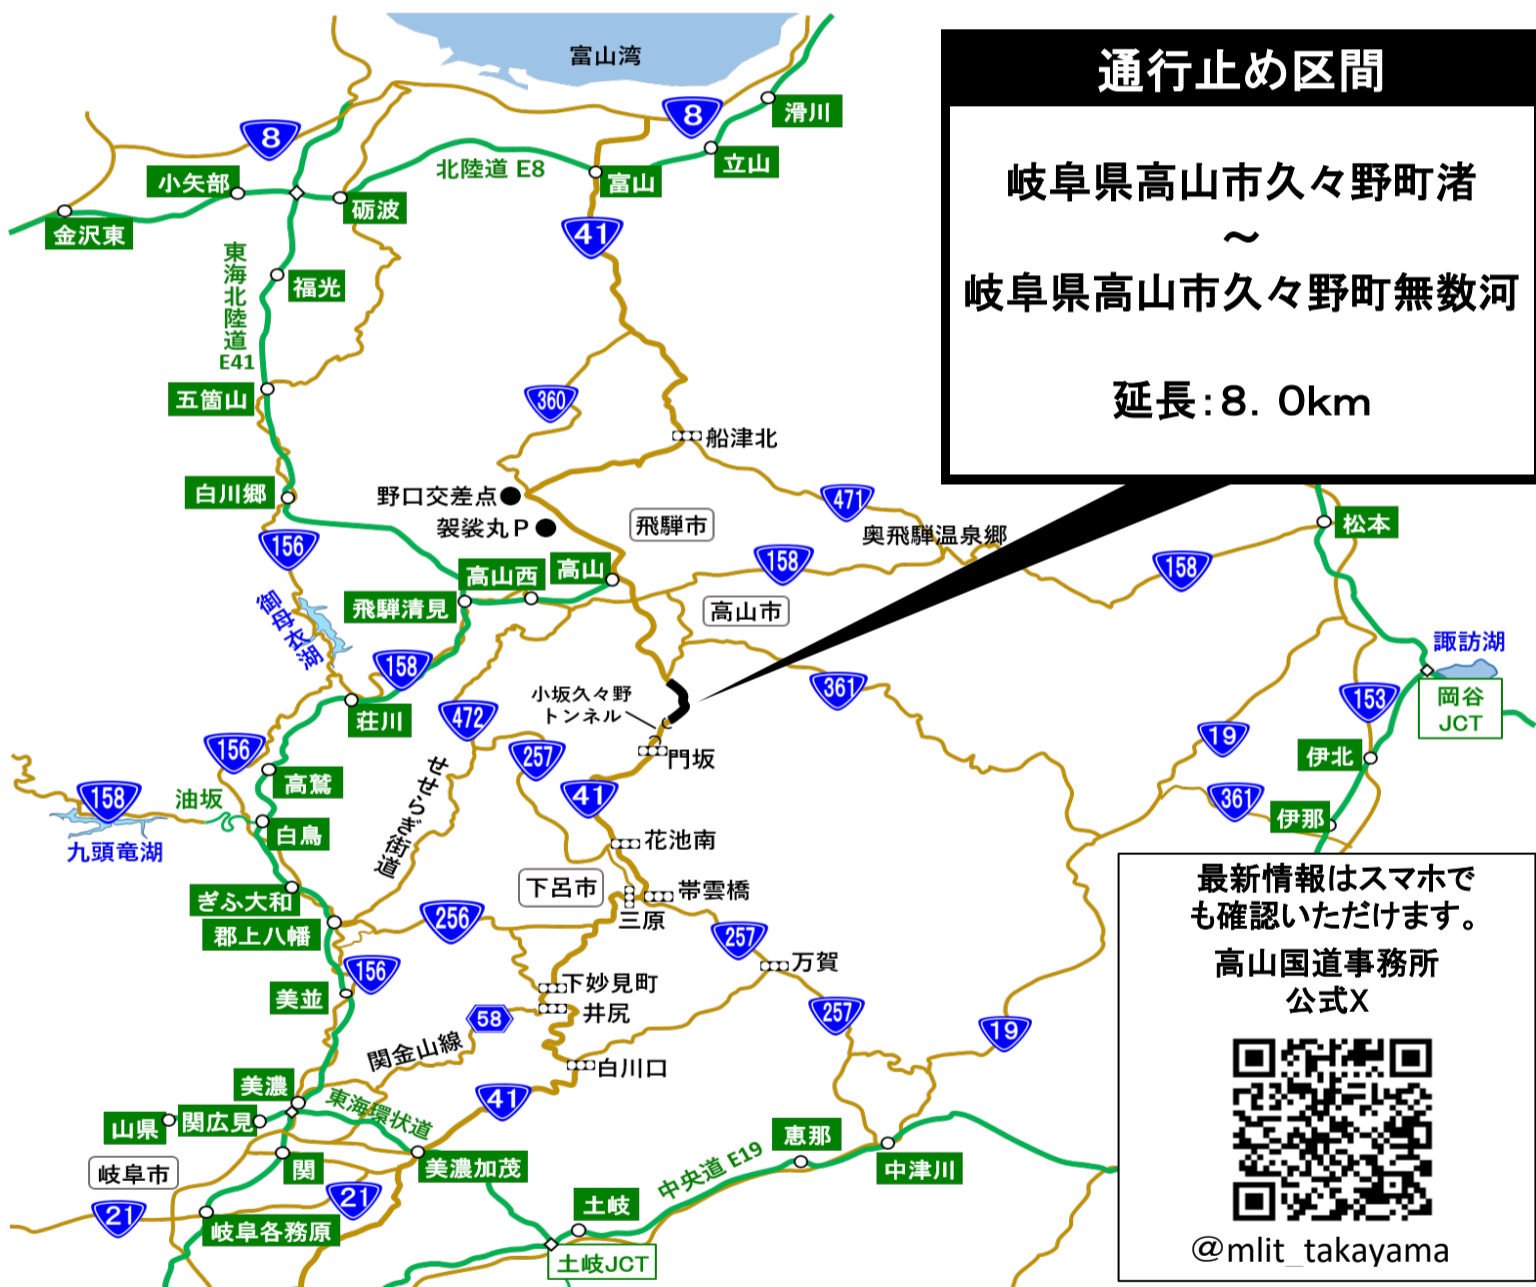 富山湾
通行止め区間
岐阜県高山市久々野町渚
～
岐阜県高山市久々野町無数河
延長：８．０km
8
8
滑川
立山
北陸道 E8
富山
小矢部
砺波
金沢東
41
東海北陸道
E41
福光
五箇山
360
船津北
白川郷
野口交差点
袈裟丸Ｐ
飛騨市
471
奥飛騨温泉郷
松本
156
158
158
高山西
高山
飛騨清見
高山市
御母衣湖
158
諏訪湖
361
153
岡谷
JCT
小坂久々野
トンネル
荘川
472
156
257
門坂
19
伊北
高鷲
せせらぎ街道
41
158
油坂
361
伊那
白鳥
九頭竜湖
花池南
下呂市
帯雲橋
三原
ぎふ大和
郡上八幡
256
257
万賀
156
下妙見町
美並
58
井尻
257
19
関金山線
白川口
美濃
41
東海環状道
山県
関広見
恵那
中津川
岐阜市
関
美濃加茂
中央道 E19
21
21
土岐
岐阜各務原
土岐JCT
最新情報はスマホで
も確認いただけます。
高山国道事務所
公式X
@mlit_takayama